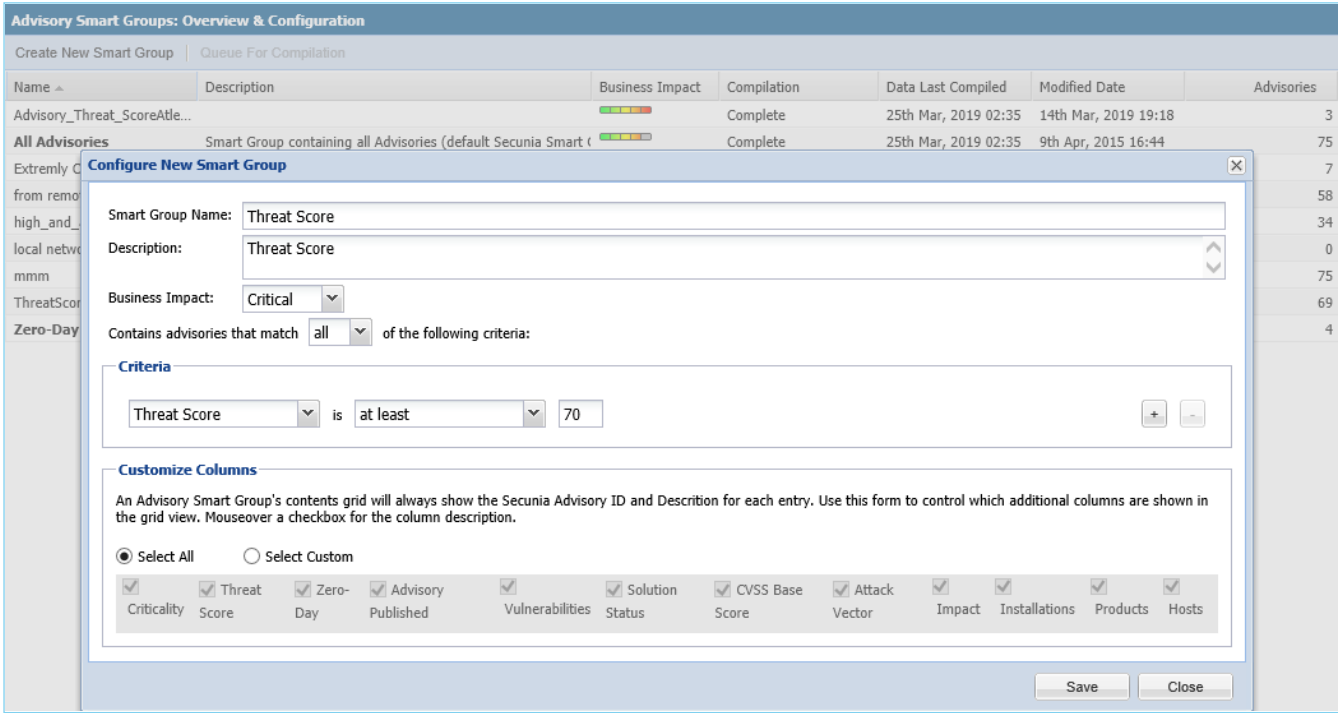 Advisory Smart Groups: Overview & Configuration
Create New Smart Group Queue For Compilation
Name Description Business Impact Compilation Data Last Compiled Modified Date Advisories
Advisory_Threat_ScoreAtle... Complete 25th Mar, 2019 02:35 14th Mar, 2019 19:18 3
All Advisories Smart Group containing all Advisories (default Secunia Smart ( Complete 25th Mar, 2019 02:35 9th Apr, 2015 16:44 75
Extremly C 7
from remo 58
high_and_ 34
local netwo 0
mmm 75
ThreatScor 69
Zero-Day 4
Configure New Smart Group
Smart Group Name: Threat Score
Description: Threat Score
Business Impact: Critical
Contains advisories that match all of the following criteria:
Criteria
Threat Score is at least 70 + -
Customize Columns
An Advisory Smart Group's contents grid will always show the Secunia Advisory ID and Descrition for each entry. Use this form to control which additional columns are shown in
the grid view. Mouseover a checkbox for the column description.
Select All Select Custom
Criticality Threat Score Zero-Day Advisory Published Vulnerabilities Solution Status CVSS Base Score Attack Vector Impact Installations Products Hosts
Save Close